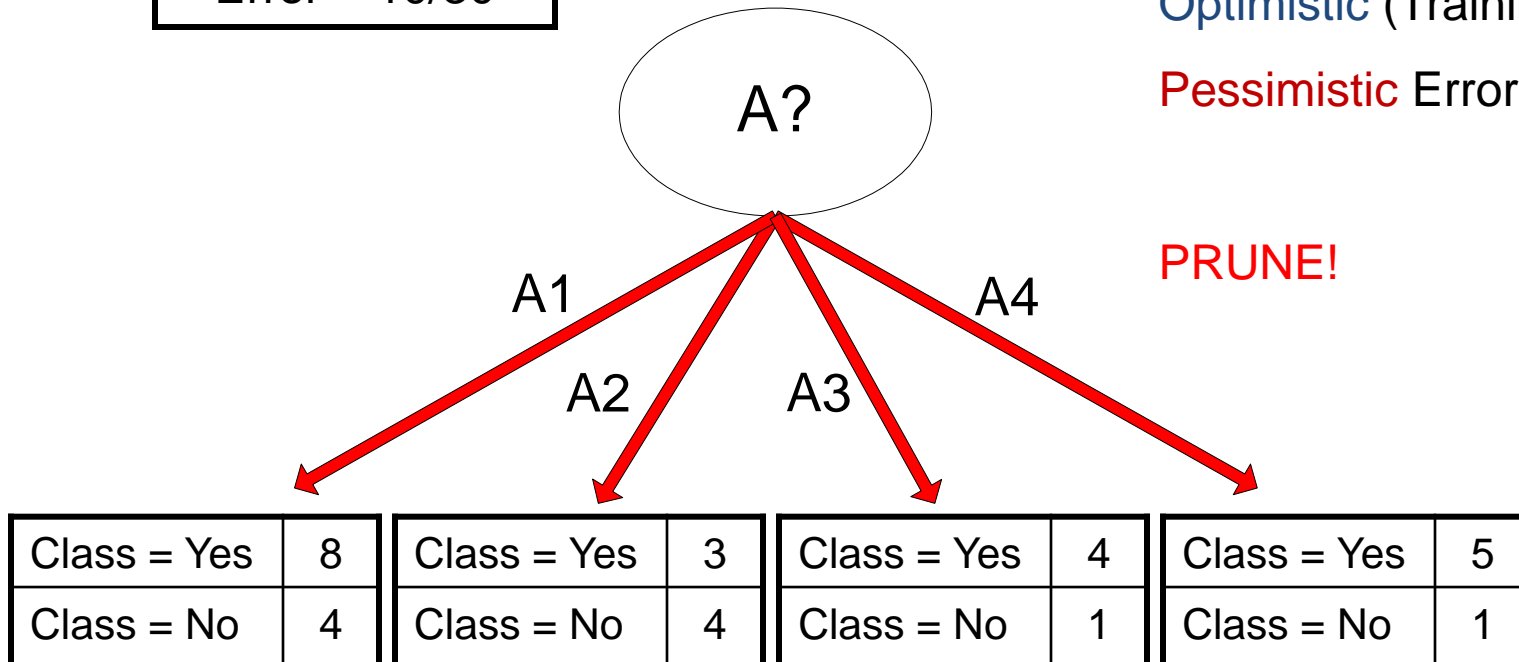 Optimistic
A?
Pessimistic Error
PRUNE!
A1
A4
A2
A3
Class = Yes 8
Class = No 4
Class = Yes 3
Class = No 4
Class = Yes 4
Class = No 1
Class = Yes 5
Class = No 1